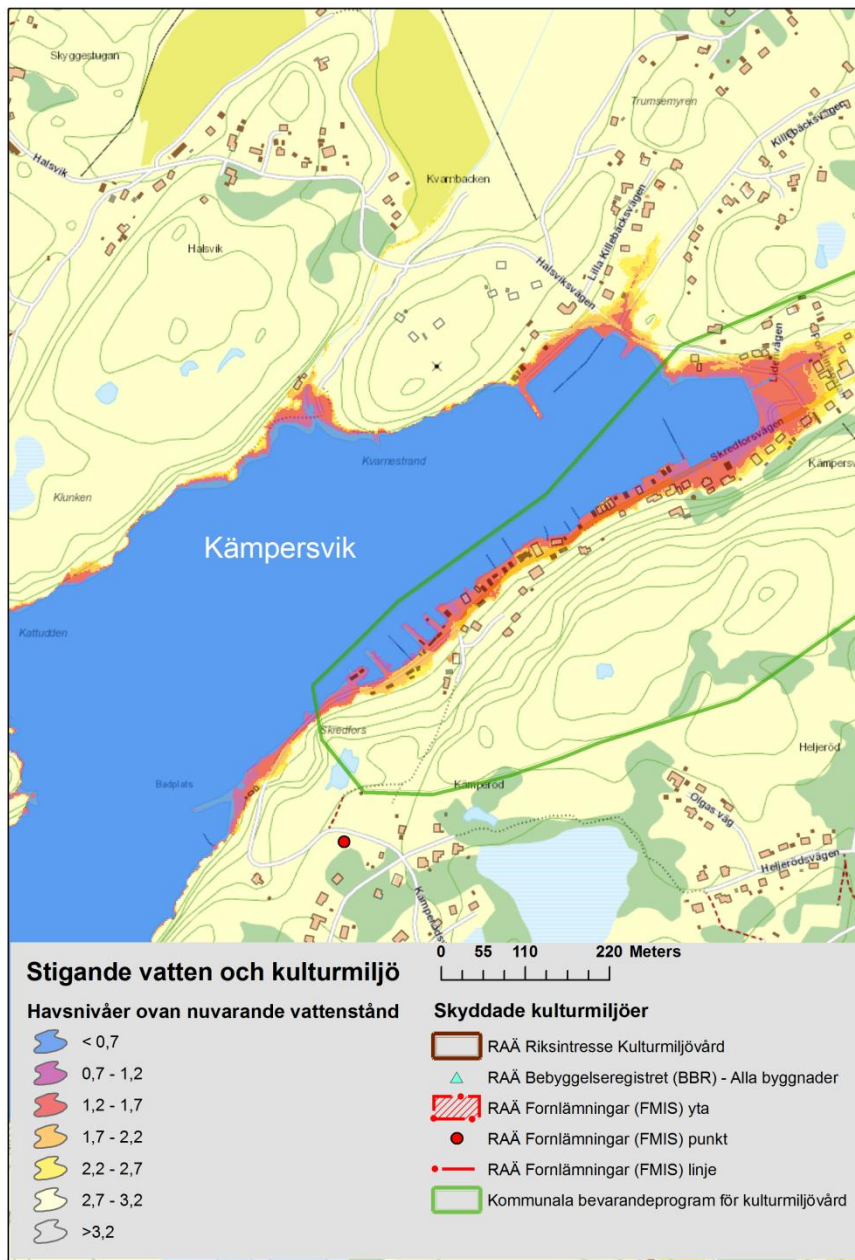 Skyggestugan
Trumsemyren
Killebäcksvägen
Halsvik
Kvarnbacken
Lilla Killebäcksvägen
Halsvik
Halsviksvägen
Lidenvägen
Skredforsvägen
Kvarnestrand
Klunken
Kämpersvik
Kattudden
Skredfors
Badplats
Kämperöd
Heljeröd
Olgas väg
Heljerödsvägen
Stigande vatten och kulturmiljö
0 55 110 220 Meters
Havsnivåer ovan nuvarande vattenstånd
< 0,7
0,7 - 1,2
1,2 - 1,7
1,7 - 2,2
2,2 - 2,7
2,7 - 3,2
>3,2
Skyddade kulturmiljöer
RAÄ Riksintresse Kulturmiljövård
RAÄ Bebyggelseregistret (BBR) - Alla byggnader
RAÄ Fornlämningar (FMIS) yta
RAÄ Fornlämningar (FMIS) punkt
RAÄ Fornlämningar (FMIS) linje
Kommunala bevarandeprogram för kulturmiljövård